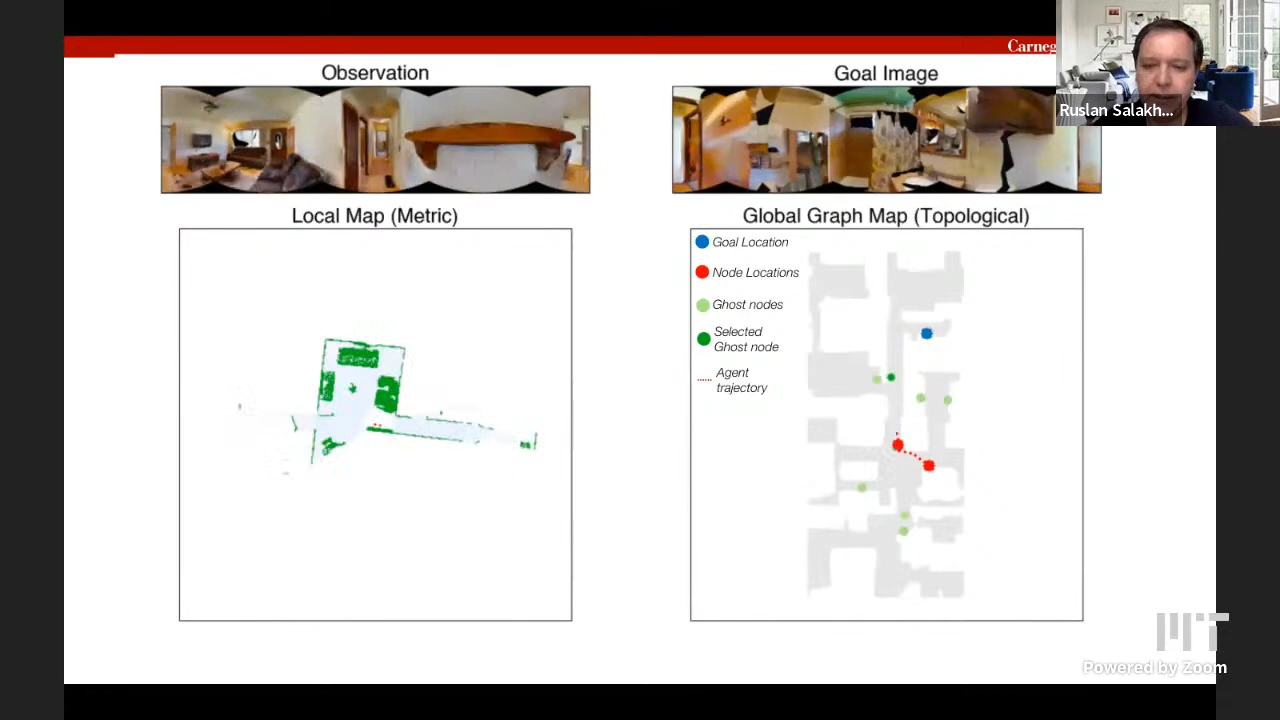 Carneg
Observation
Goal Image
Ruslan Salakh...
Local Map (Metric)
Global Graph Map (Topological)
Goal Location
Node Locations
Ghost nodes
Selected
Ghost node
Agent
trajectory
MIT
Powered by Zoom